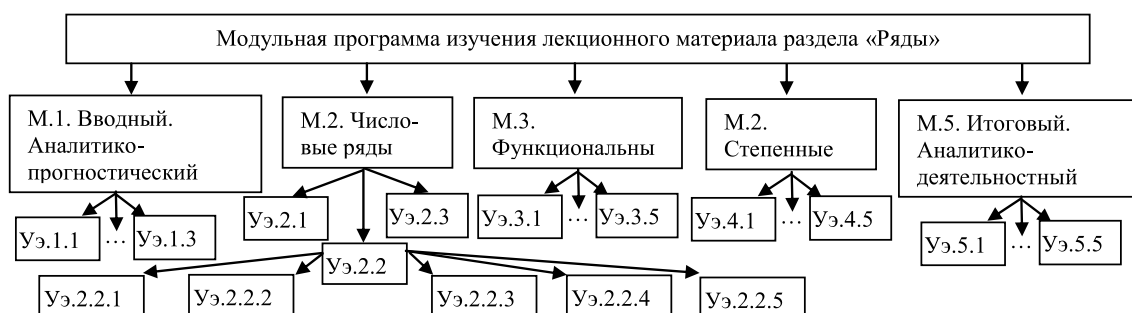 Модульная программа изучения лекционного материала раздела «Ряды»
М.1. Вводный.
Аналитико-
прогностический
М.2. Число-
вые ряды
М.3.
Функциональны
М.2.
Степенные
М.5. Итоговый.
Аналитико-
деятельностный
Уэ.1.1
...
Уэ.1.3
Уэ.2.1
Уэ.2.3
Уэ.3.1
...
Уэ.3.5
Уэ.4.1
...
Уэ.4.5
Уэ.5.1
...
Уэ.5.5
Уэ.2.2
Уэ.2.2.1
Уэ.2.2.2
Уэ.2.2.3
Уэ.2.2.4
Уэ.2.2.5